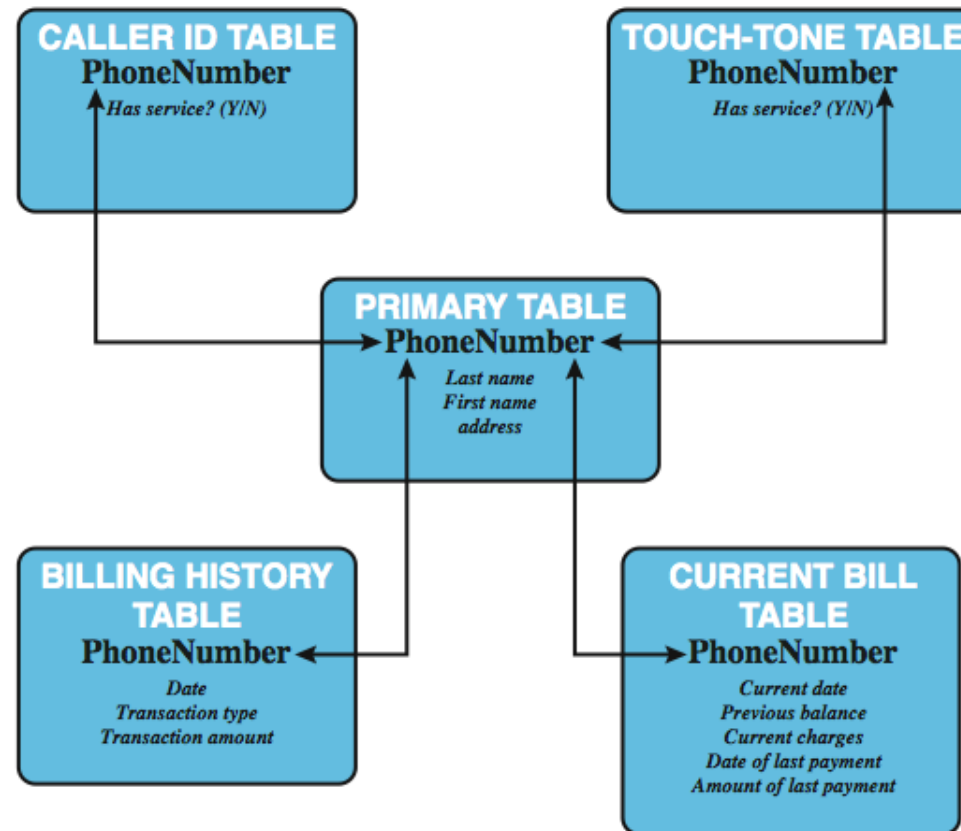 CALLER ID TABLE
PhoneNumber
Has service? (Y/N)
TOUCH-TONE TABLE
PhoneNumber
Has service? (Y/N)
PRIMARY TABLE
PhoneNumber
Last name
First name
address
BILLING HISTORY
TABLE
PhoneNumber
Date
Transaction type
Transaction amount
CURRENT BILL
TABLE
PhoneNumber
Current date
Previous balance
Current charges
Date of last payment
Amount of last payment